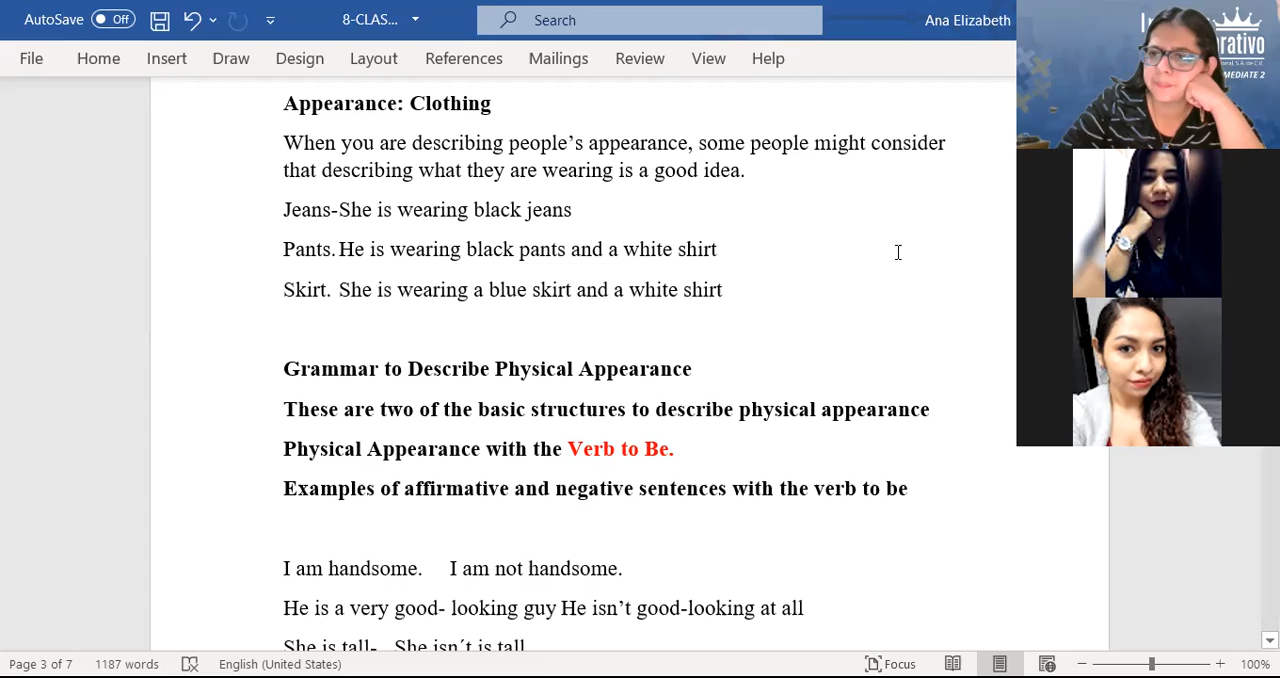 AutoSave Off 8-CLAS... Search Ana Elizabeth
File Home Insert Draw Design Layout References Mailings Review View Help
MEDIATE 2
Appearance: Clothing
When you are describing people’s appearance, some people might consider
that describing what they are wearing is a good idea.
Jeans-She is wearing black jeans
Pants. He is wearing black pants and a white shirt
Skirt. She is wearing a blue skirt and a white shirt
Grammar to Describe Physical Appearance
These are two of the basic structures to describe physical appearance
Physical Appearance with the Verb to Be.
Examples of affirmative and negative sentences with the verb to be
I am handsome. I am not handsome.
He is a very good- looking guy He isn’t good-looking at all
She is tall- She isn´t is tall
Page 3 of 7 1187 words English (United States) Focus 100%